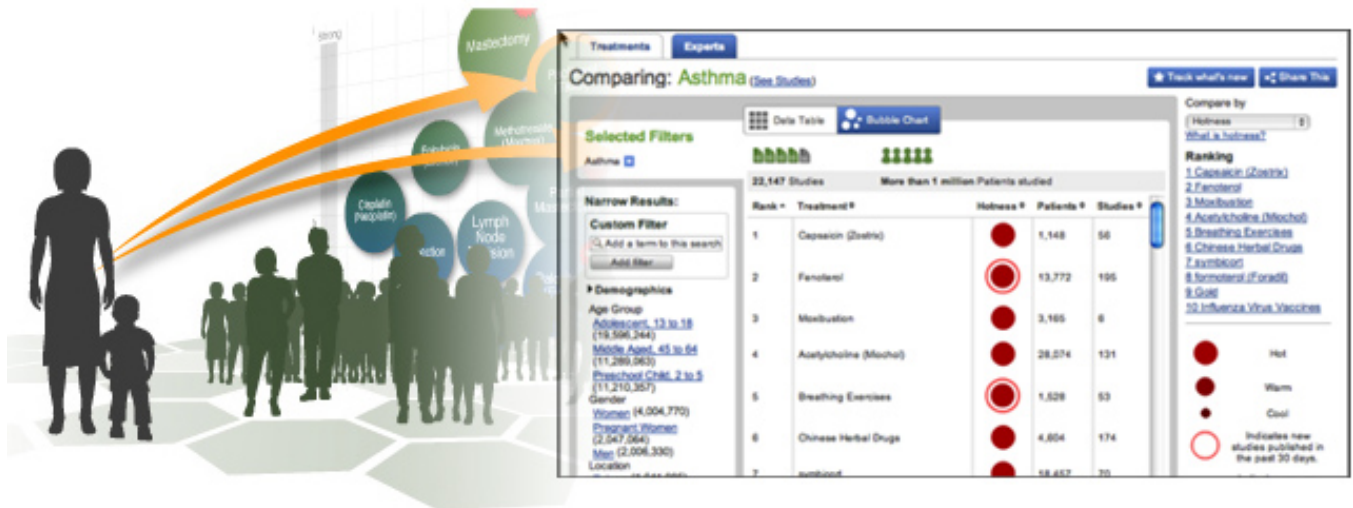 Strong
Mastectomy
Cisplatin
(Neoplatin)
Lymph
Node
Treatments
Experts
Comparing: Asthma (See Studies)
Track what's new
Share This
Selected Filters
Asthma
Narrow Results:
Custom Filter
Add a term to this search
Add filter
Demographics
Age Group
Adolescent, 13 to 18
(19,596,244)
Middle Aged, 45 to 64
(11,289,063)
Preschool Child, 2 to 5
(11,210,357)
Gender
Women (4,004,770)
Pregnant Women
(2,047,064)
Men (2,006,330)
Location
Data Table
Bubble Chart
22,147 Studies More than 1 million Patients studied
Rank Treatment Hotness Patients Studies
1 Capsaicin (Zostrix) 1,148 56
2 Fenoterol 13,772 195
3 Moxibustion 3,165 6
4 Acetylcholine (Miochol) 28,074 131
5 Breathing Exercises 1,528 53
6 Chinese Herbal Drugs 4,604 174
7 symbicort 18,457 70
Compare by
Hotness
What is hotness?
Ranking
1 Capsaicin (Zostrix)
2 Fenoterol
3 Moxibustion
4 Acetylcholine (Miochol)
5 Breathing Exercises
6 Chinese Herbal Drugs
7 symbicort
8 formoterol (Foradil)
9 Gold
10 Influenza Virus Vaccines
Hot
Warm
Cool
Indicates new
studies published in
the past 30 days.